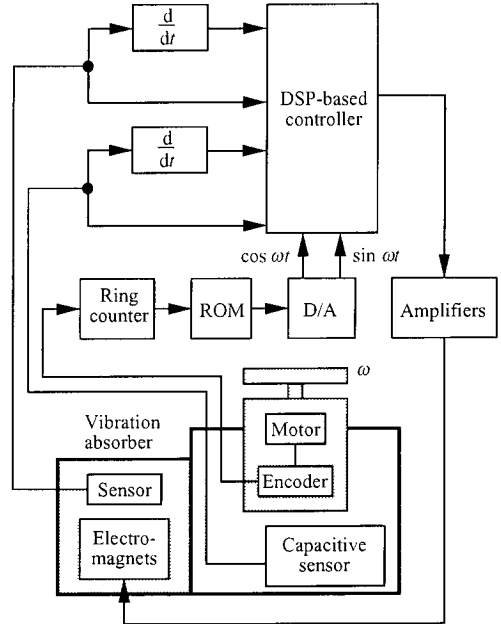 d
dt
DSP-based
controller
d
dt
cos ωt
sin ωt
Ring
counter
ROM
D/A
Amplifiers
ω
Vibration
absorber
Motor
Sensor
Encoder
Electro-
magnets
Capacitive
sensor